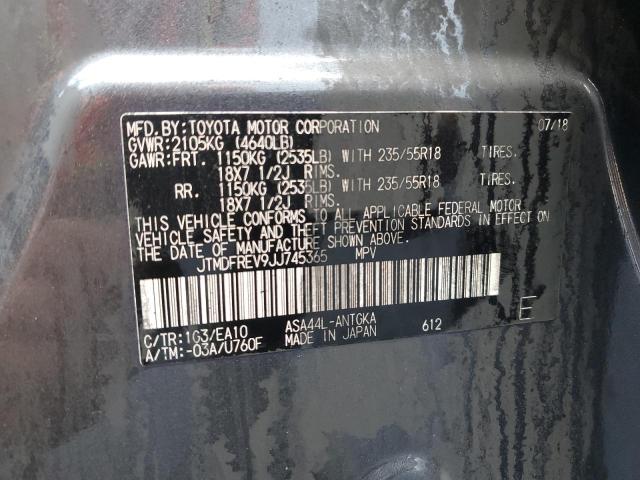 MFD.BY:TOYOTA MOTOR CORPORATION 07/18
GVWR:2105KG (4640LB)
GAWR:FRT. 1150KG (2535LB) WITH 235/55R18 TIRES.
18X7 1/2J RIMS.
RR. 1150KG (2535LB) WITH 235/55R18 TIRES.
18X7 1/2J RIMS.
THIS VEHICLE CONFORMS TO ALL APPLICABLE FEDERAL MOTOR
VEHICLE SAFETY AND THEFT PREVENTION STANDARDS IN EFFECT ON
THE DATE OF MANUFACTURE SHOWN ABOVE.
JTMDFREV9JJ745365 MPV
C/TR:1G3/EA10 ASA44L-ANTGKA
A/TM:-03A/U760F MADE IN JAPAN 612 E